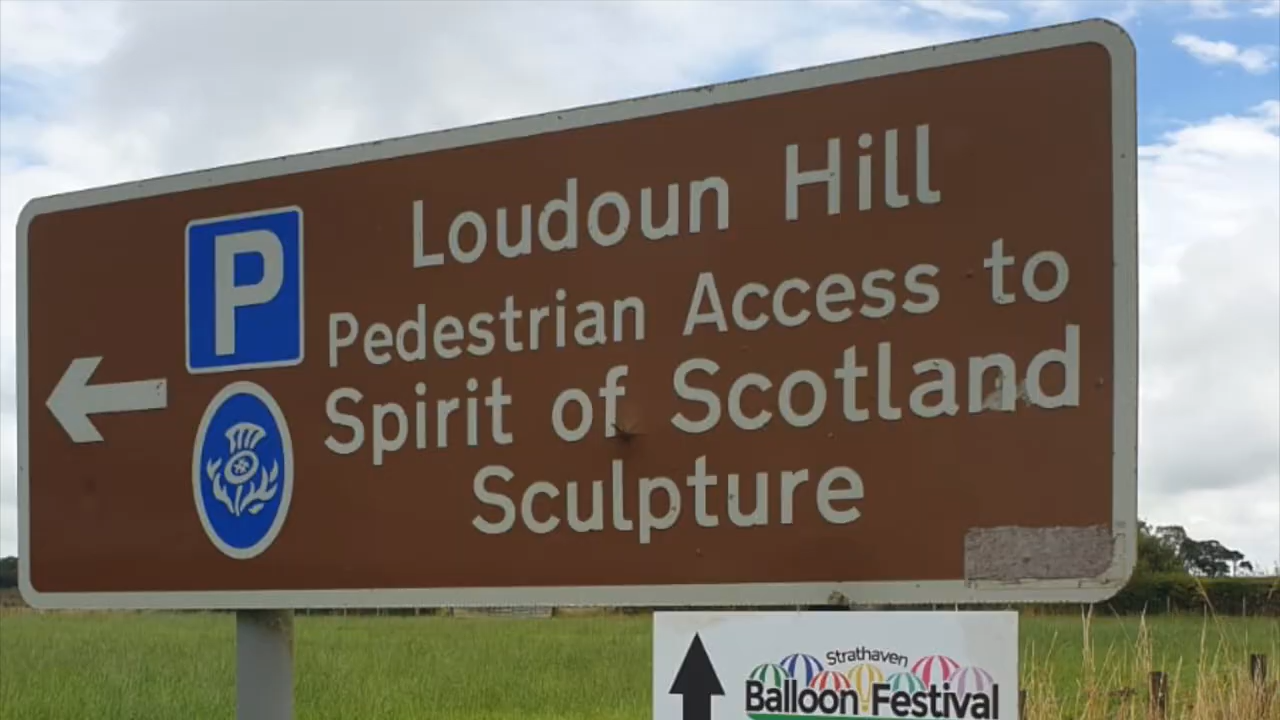 P
Loudoun Hill
Pedestrian Access to
Spirit of Scotland
Sculpture
Strathaven
Balloon Festival